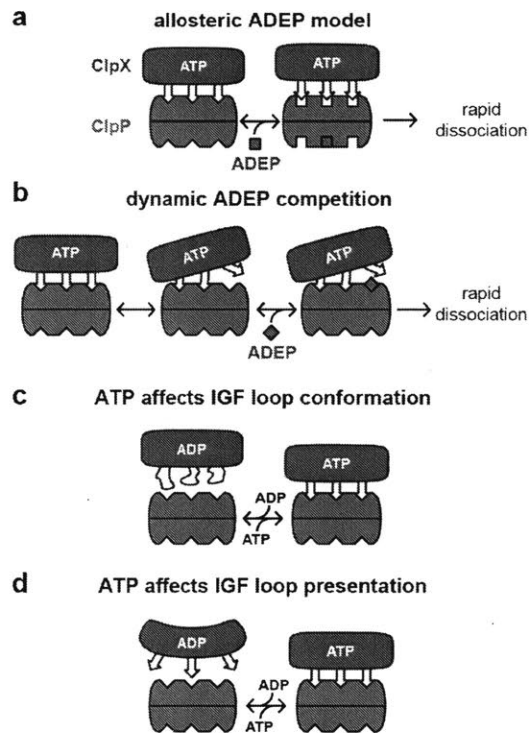 a
allosteric ADEP model
ClpX
ATP
ATP
ClpP
ADEP
rapid
dissociation
b
dynamic ADEP competition
ATP
ATP
ATP
ADEP
rapid
dissociation
c
ATP affects IGF loop conformation
ADP
ATP
ADP
ATP
d
ATP affects IGF loop presentation
ADP
ATP
ADP
ATP